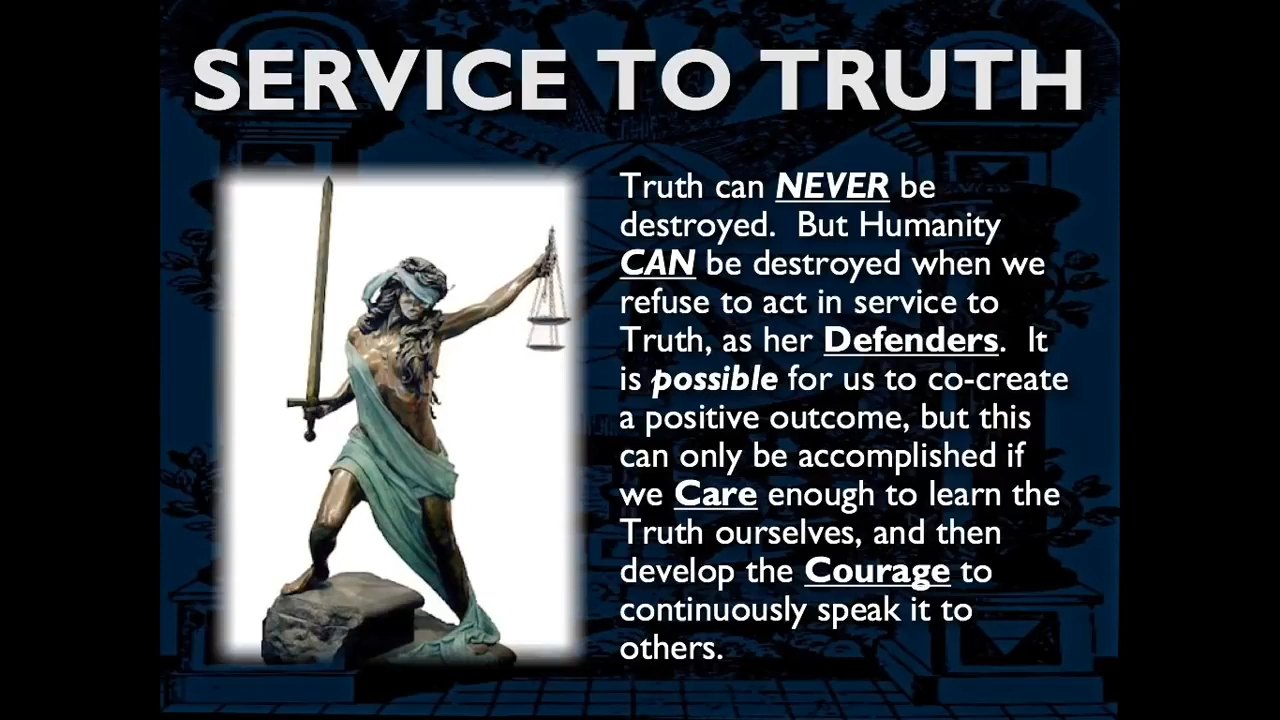 SERVICE TO TRUTH
ATER
Truth can NEVER be
destroyed.  But Humanity
CAN be destroyed when we
refuse to act in service to
Truth, as her Defenders.  It
is possible for us to co-create
a positive outcome, but this
can only be accomplished if
we Care enough to learn the
Truth ourselves, and then
develop the Courage to
continuously speak it to
others.